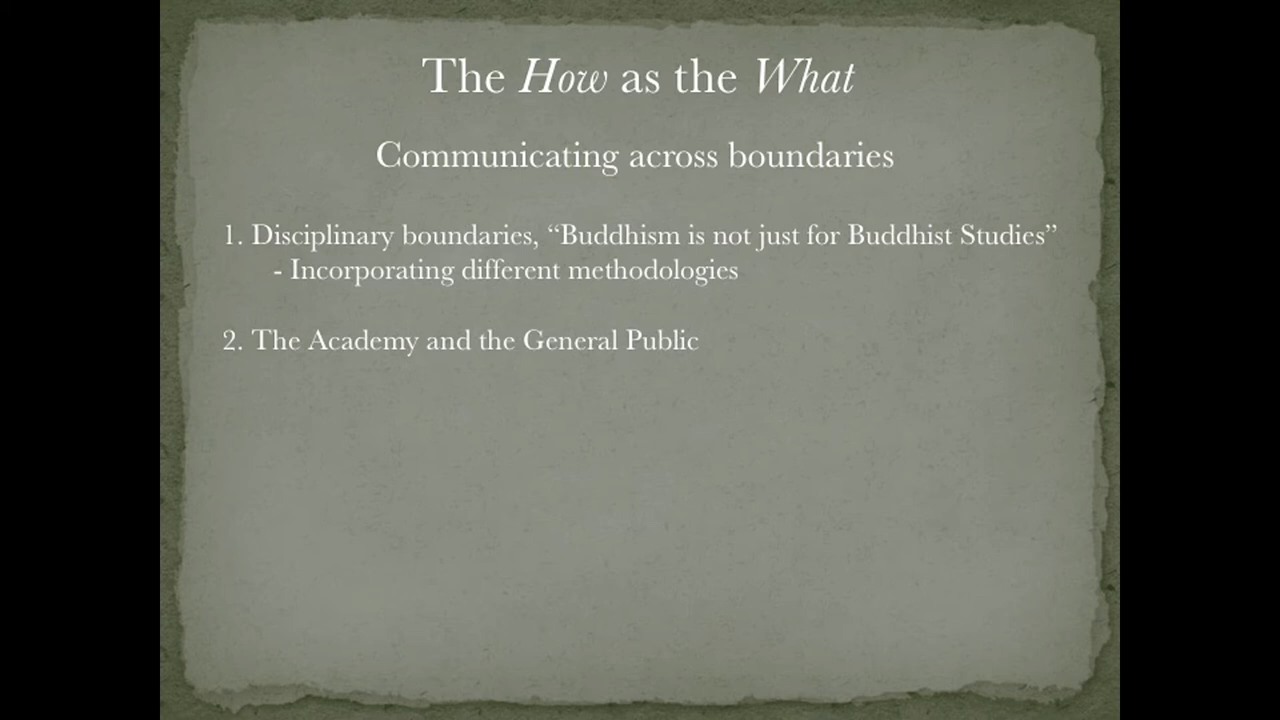 The How as the What
Communicating across boundaries
1. Disciplinary boundaries, “Buddhism is not just for Buddhist Studies”
- Incorporating different methodologies
2. The Academy and the General Public